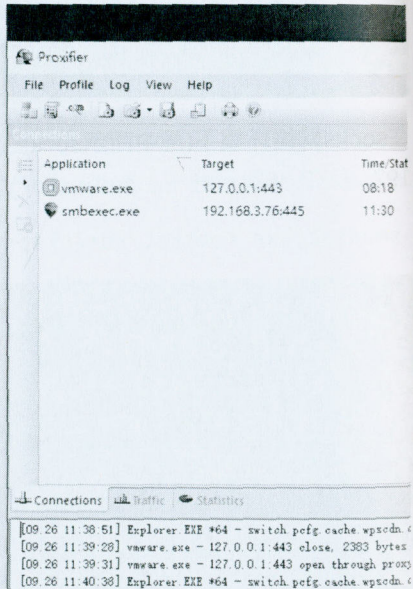 Proxifier
File Profile Log View Help
Connections
Application Target Time/Stat
vmware.exe 127.0.0.1:443 08:18
smbexec.exe 192.168.3.76:445 11:30
Connections Traffic Statistics
[09.26 11:38:51] Explorer.EXE *64 - switch.pcfg.cache.wpscdn.
[09.26 11:39:28] vmware.exe - 127.0.0.1:443 close, 2383 bytes
[09.26 11:39:31] vmware.exe - 127.0.0.1:443 open through proxy
[09.26 11:40:38] Explorer.EXE *64 - switch.pcfg.cache.wpscdn.